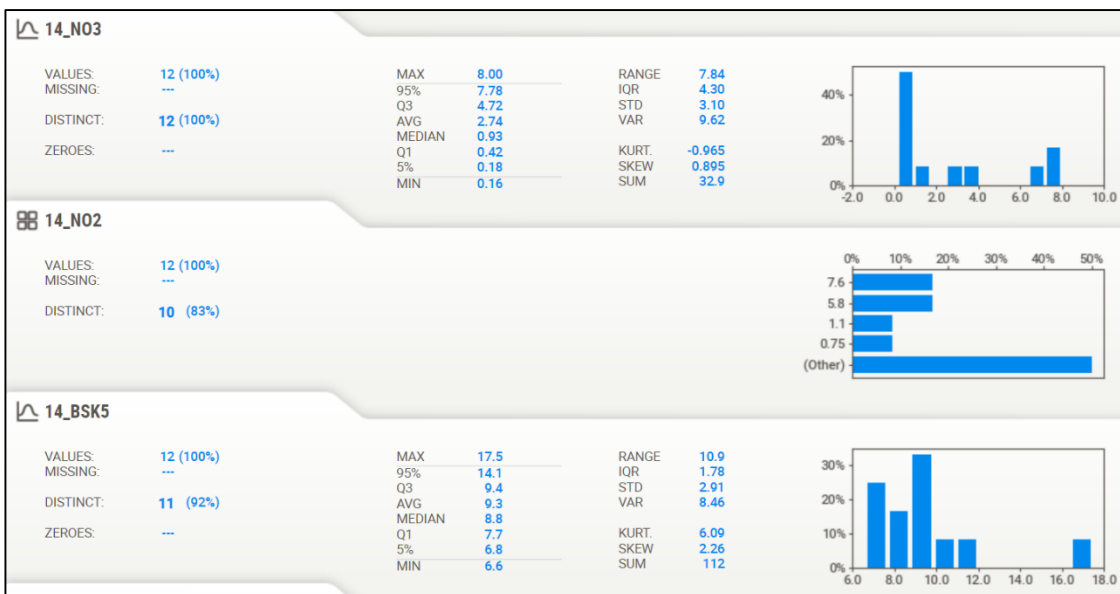 14_NO3
VALUES: 12 (100%)
MISSING: ---
DISTINCT: 12 (100%)
ZEROES: ---
MAX 8.00
95% 7.78
Q3 4.72
AVG 2.74
MEDIAN 0.93
Q1 0.42
5% 0.18
MIN 0.16
RANGE 7.84
IQR 4.30
STD 3.10
VAR 9.62
KURT. -0.965
SKEW 0.895
SUM 32.9
40%
20%
0%
-2.0 0.0 2.0 4.0 6.0 8.0 10.0
14_NO2
VALUES: 12 (100%)
MISSING: ---
DISTINCT: 10 (83%)
0% 10% 20% 30% 40% 50%
7.6
5.8
1.1
0.75
(Other)
14_BSK5
VALUES: 12 (100%)
MISSING: ---
DISTINCT: 11 (92%)
ZEROES: ---
MAX 17.5
95% 14.1
Q3 9.4
AVG 9.3
MEDIAN 8.8
Q1 7.7
5% 6.8
MIN 6.6
RANGE 10.9
IQR 1.78
STD 2.91
VAR 8.46
KURT. 6.09
SKEW 2.26
SUM 112
30%
20%
10%
0%
6.0 8.0 10.0 12.0 14.0 16.0 18.0